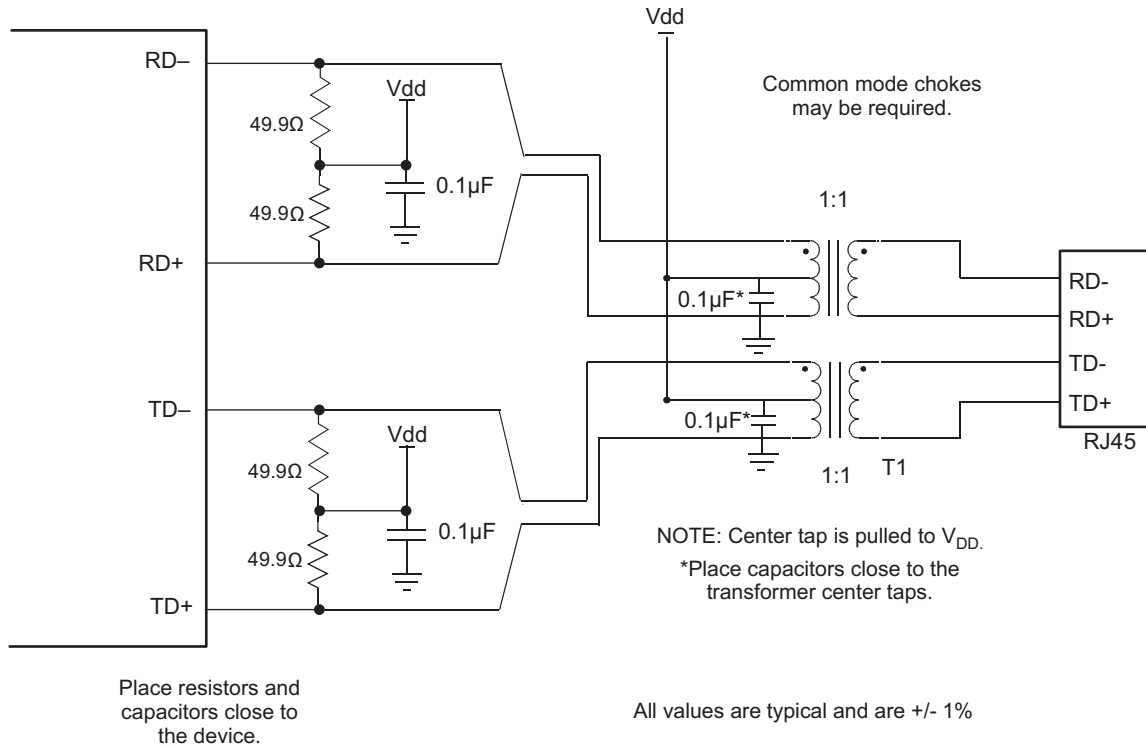 Vdd
RD–
Vdd
Common mode chokes
may be required.
49.9Ω
0.1µF
49.9Ω
1:1
RD+
0.1µF*
RD-
RD+
TD-
TD+
RJ45
TD–
Vdd
0.1µF*
1:1
T1
49.9Ω
0.1µF
49.9Ω
TD+
NOTE: Center tap is pulled to VDD.
*Place capacitors close to the
transformer center taps.
Place resistors and
capacitors close to
the device.
All values are typical and are +/- 1%